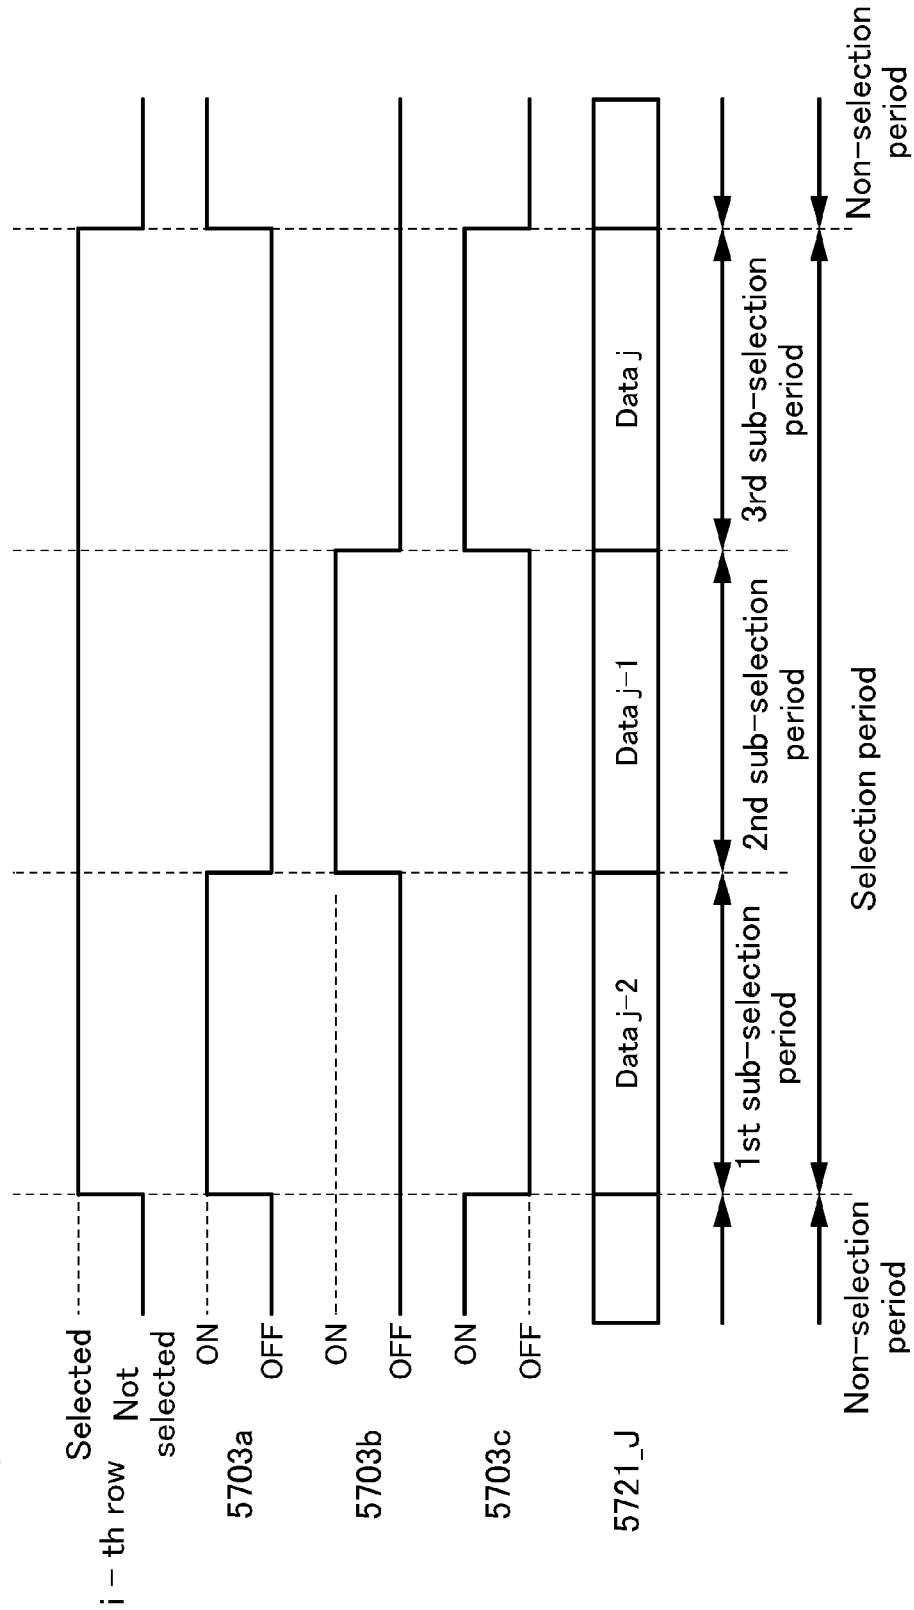 Selected
i – th row
Not
selected
ON
5703a
OFF
ON
5703b
OFF
ON
5703c
OFF
5721_J
Data j−2
Data j−1
Data j
1st sub−selection
period
2nd sub−selection
period
3rd sub−selection
period
Non−selection
period
Selection period
Non−selection
period